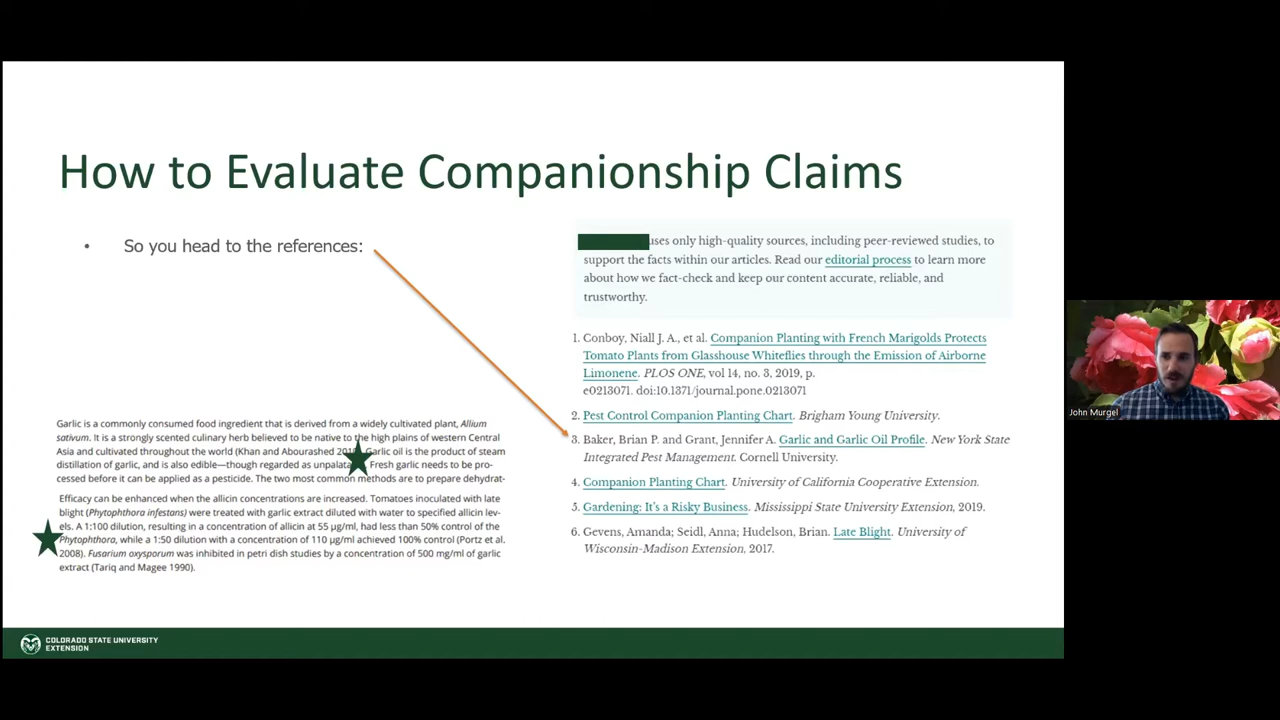 How to Evaluate Companionship Claims
• So you head to the references:
uses only high-quality sources, including peer-reviewed studies, to
support the facts within our articles. Read our editorial process to learn more
about how we fact-check and keep our content accurate, reliable, and
trustworthy.
1. Conboy, Niall J. A., et al. Companion Planting with French Marigolds Protects
Tomato Plants from Glasshouse Whiteflies through the Emission of Airborne
Limonene. PLOS ONE, vol 14, no. 3, 2019, p.
e0213071. doi:10.1371/journal.pone.0213071
2. Pest Control Companion Planting Chart. Brigham Young University.
3. Baker, Brian P. and Grant, Jennifer A. Garlic and Garlic Oil Profile. New York State
Integrated Pest Management. Cornell University.
4. Companion Planting Chart. University of California Cooperative Extension.
5. Gardening: It's a Risky Business. Mississippi State University Extension, 2019.
6. Gevens, Amanda; Seidl, Anna; Hudelson, Brian. Late Blight. University of
Wisconsin-Madison Extension, 2017.
Garlic is a commonly consumed food ingredient that is derived from a widely cultivated plant, Allium
sativum. It is a strongly scented culinary herb believed to be native to the high plains of western Central
Asia and cultivated throughout the world (Khan and Abourashed Garlic oil is the product of steam
distillation of garlic, and is also edible—though regarded as Fresh garlic needs to be pro-
cessed before it can be applied as a pesticide. The two most common methods are to prepare dehydrat-
Efficacy can be enhanced when the allicin concentrations are increased. Tomatoes inoculated with late
blight (Phytophthora infestans) were treated with garlic extract diluted with water to specified allicin lev-
els. A 1:100 dilution, resulting in a concentration of allicin at 55 µg/ml, had less than 50% control of the
Phytophthora, while a 1:50 dilution with a concentration of 110 µg/ml achieved 100% control (Portz et al.
2008). Fusarium oxysporum was inhibited in petri dish studies by a concentration of 500 mg/ml of garlic
extract (Tariq and Magee 1990).
John Murgel
COLORADO STATE UNIVERSITY
EXTENSION